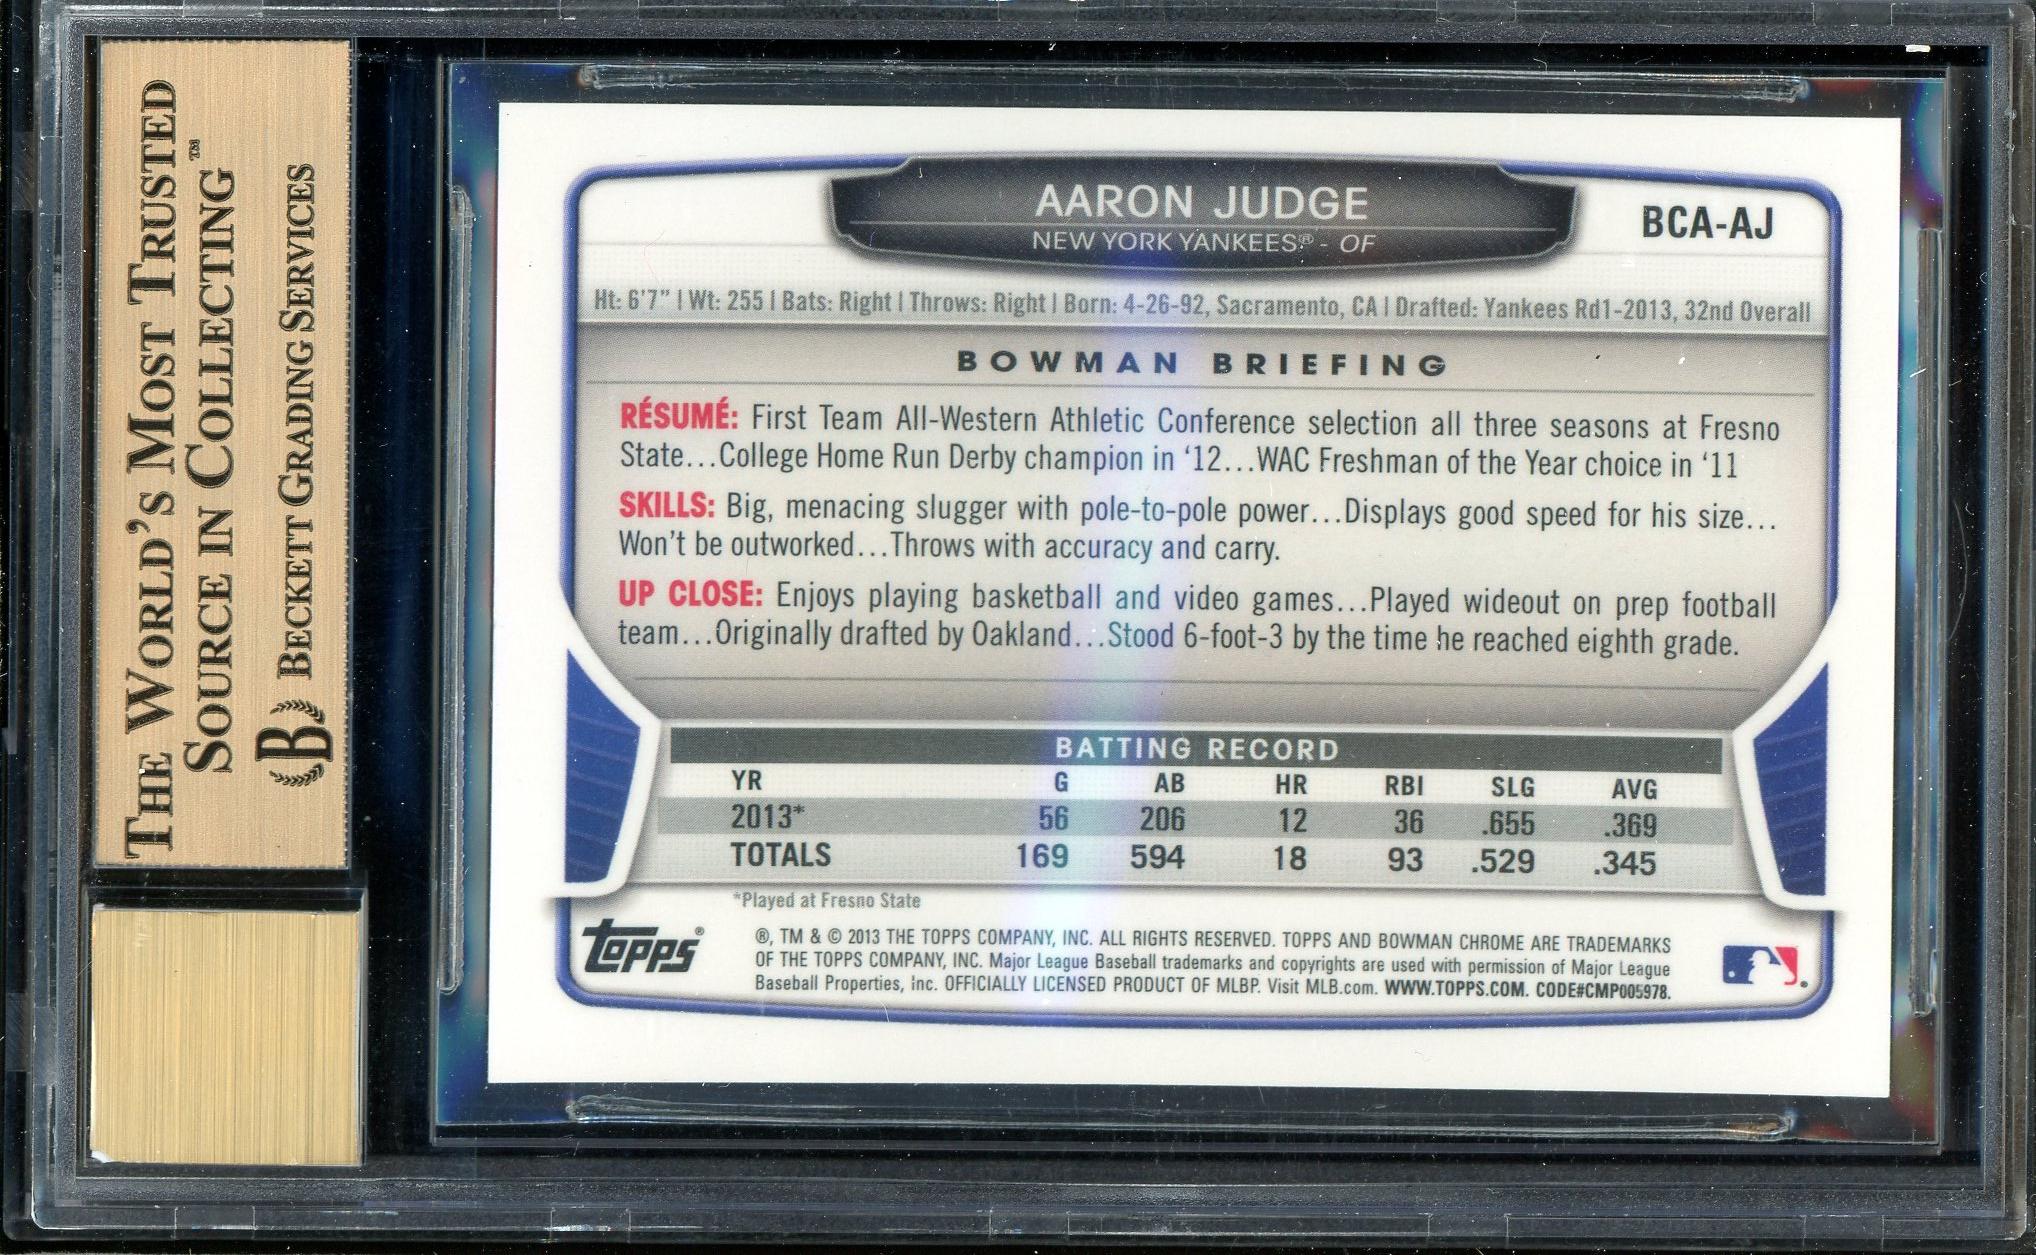 THE WORLD'S MOST TRUSTED
SOURCE IN COLLECTING™
B BECKETT GRADING SERVICES
AARON JUDGE
NEW YORK YANKEES® - OF
BCA-AJ
Ht: 6'7" | Wt: 255 | Bats: Right | Throws: Right | Born: 4-26-92, Sacramento, CA | Drafted: Yankees Rd1-2013, 32nd Overall
BOWMAN BRIEFING
RÉSUMÉ: First Team All-Western Athletic Conference selection all three seasons at Fresno
State...College Home Run Derby champion in '12...WAC Freshman of the Year choice in '11
SKILLS: Big, menacing slugger with pole-to-pole power...Displays good speed for his size...
Won't be outworked...Throws with accuracy and carry.
UP CLOSE: Enjoys playing basketball and video games...Played wideout on prep football
team...Originally drafted by Oakland...Stood 6-foot-3 by the time he reached eighth grade.
BATTING RECORD
YR G AB HR RBI SLG AVG
2013* 56 206 12 36 .655 .369
TOTALS 169 594 18 93 .529 .345
*Played at Fresno State
topps®
®, TM & © 2013 THE TOPPS COMPANY, INC. ALL RIGHTS RESERVED. TOPPS AND BOWMAN CHROME ARE TRADEMARKS
OF THE TOPPS COMPANY, INC. Major League Baseball trademarks and copyrights are used with permission of Major League
Baseball Properties, Inc. OFFICIALLY LICENSED PRODUCT OF MLBP. Visit MLB.com. WWW.TOPPS.COM. CODE#CMP005978.